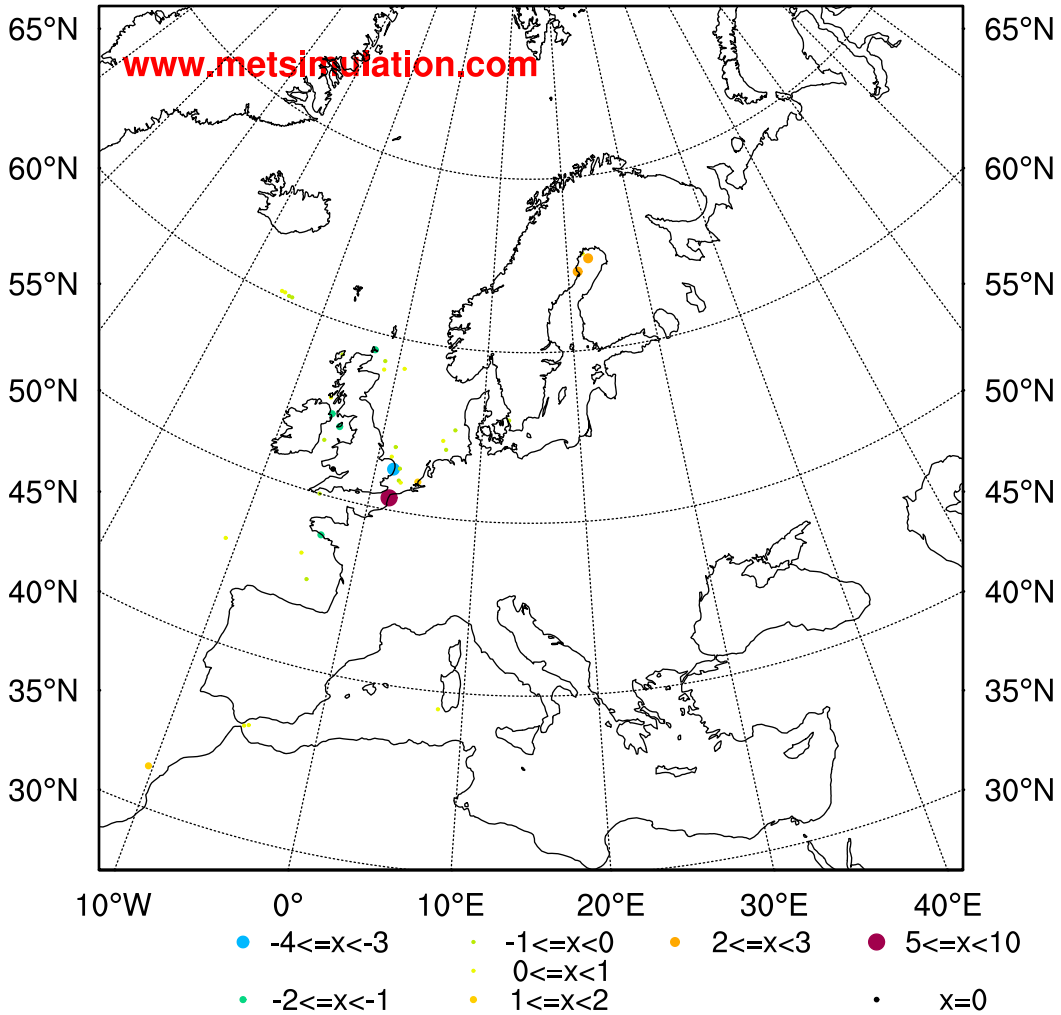 65°N 65°N
www.metsimulation.com
60°N 60°N
55°N 55°N
50°N 50°N
45°N 45°N
40°N 40°N
35°N 35°N
30°N 30°N
10°W 0° 10°E 20°E 30°E 40°E
-4<=x<-3 -1<=x<0 2<=x<3 5<=x<10
0<=x<1
-2<=x<-1 1<=x<2 x=0